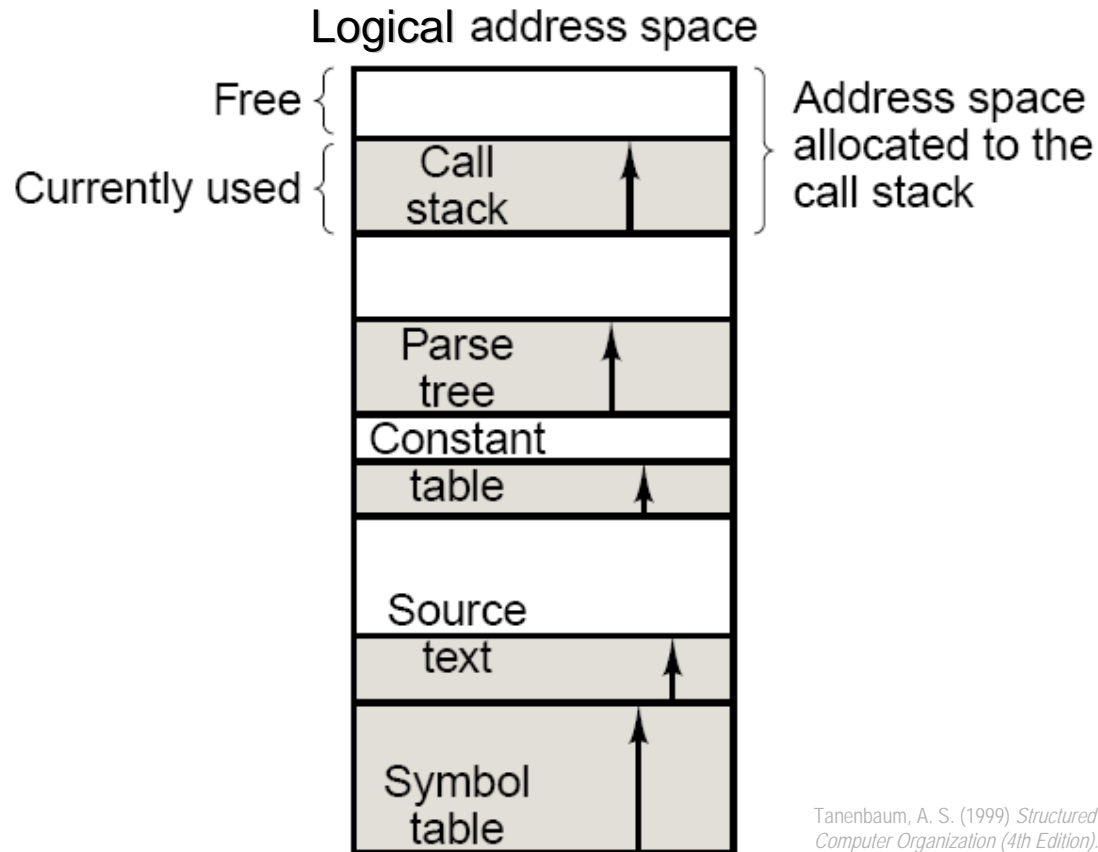 Logical address space
Free
Currently used
Call
stack
Address space
allocated to the
call stack
Parse
tree
Constant
table
Source
text
Symbol
table
Tanenbaum, A. S. (1999) Structured
Computer Organization (4th Edition).